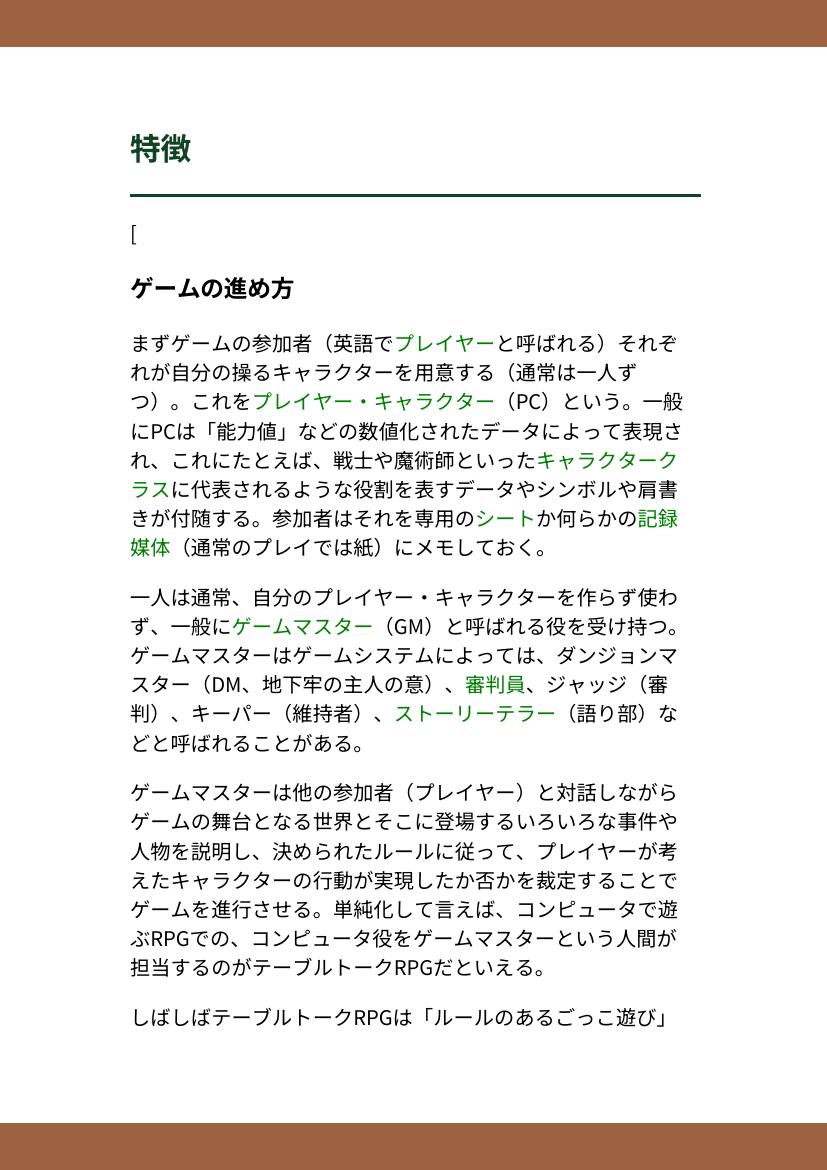 特徴
[
ゲームの進め方
まずゲームの参加者（英語でプレイヤーと呼ばれる）それぞ
れが自分の操るキャラクターを用意する（通常は一人ず
つ）。これをプレイヤー・キャラクター（PC）という。一般
にPCは「能力値」などの数値化されたデータによって表現さ
れ、これにたとえば、戦士や魔術師といったキャラクターク
ラスに代表されるような役割を表すデータやシンボルや肩書
きが付随する。参加者はそれを専用のシートか何らかの記録
媒体（通常のプレイでは紙）にメモしておく。
一人は通常、自分のプレイヤー・キャラクターを作らず使わ
ず、一般にゲームマスター（GM）と呼ばれる役を受け持つ。
ゲームマスターはゲームシステムによっては、ダンジョンマ
スター（DM、地下牢の主人の意）、審判員、ジャッジ（審
判）、キーパー（維持者）、ストーリーテラー（語り部）な
どと呼ばれることがある。
ゲームマスターは他の参加者（プレイヤー）と対話しながら
ゲームの舞台となる世界とそこに登場するいろいろな事件や
人物を説明し、決められたルールに従って、プレイヤーが考
えたキャラクターの行動が実現したか否かを裁定することで
ゲームを進行させる。単純化して言えば、コンピュータで遊
ぶRPGでの、コンピュータ役をゲームマスターという人間が
担当するのがテーブルトークRPGだといえる。
しばしばテーブルトークRPGは「ルールのあるごっこ遊び」